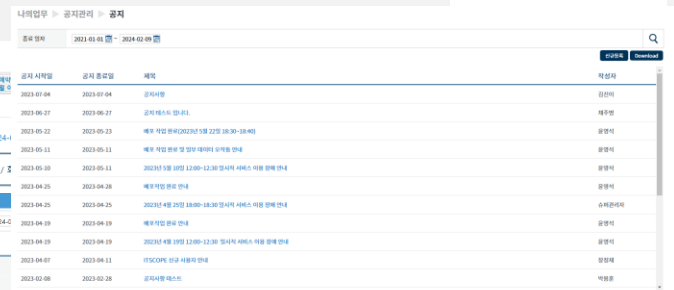 나의업무 ▷ 공지관리 ▷ 공지
종료 일자 2021-01-01 ~ 2024-02-09
신규등록 Download
공지 시작일 공지 종료일 제목 작성자
2023-07-04 2023-07-04 공지사항 김진아
2023-06-27 2023-06-27 공지 테스트 입니다. 채주병
2023-05-22 2023-05-23 배포 작업 완료(2023년 5월 22일 18:30~18:40) 윤영석
2023-05-11 2023-05-11 배포 작업 완료 및 업부 데이터 오작동 안내 윤영석
2023-05-10 2023-05-11 2023년 5월 10일 12:00~12:30 일시적 서비스 이용 장애 안내 윤영석
2023-04-25 2023-04-28 배포작업 완료 안내 윤영석
2023-04-25 2023-04-25 2023년 4월 25일 18:00~18:30 일시적 서비스 이용 장애 안내 슈퍼관리자
2023-04-19 2023-04-19 배포작업 완료 안내 윤영석
2023-04-19 2023-04-19 2023년 4월 19일 12:00~12:30 일시적 서비스 이용 장애 안내 윤영석
2023-04-07 2023-04-11 ITSCOPE 신규 사용자 안내 장정재
2023-02-08 2023-02-28 공지사항 테스트 박원훈